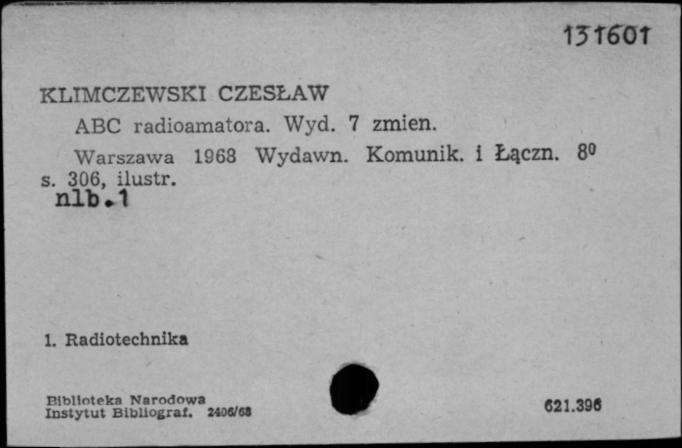 131601
KLIMCZEWSKI CZESŁAW
ABC radioamatora. Wyd. 7 zmien.
Warszawa 1968 Wydawn. Komunik. i Łączn. 8⁰
s. 306, ilustr.
nlb.1
1. Radiotechnika
Biblioteka Narodowa
Instytut Bibliograf. 2406/68
621.396